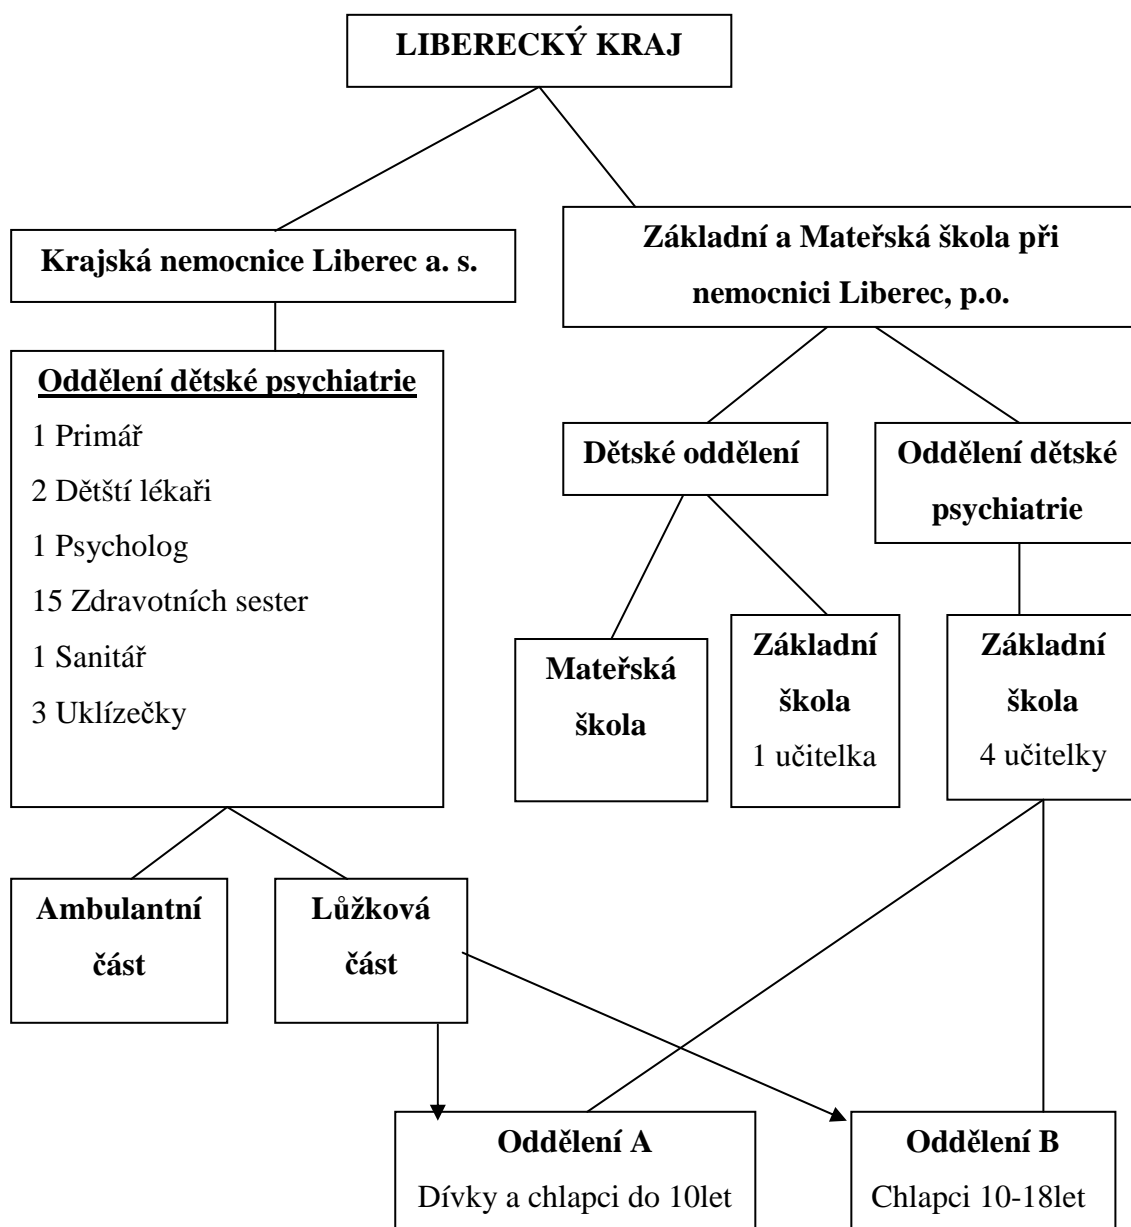 LIBERECKÝ KRAJ
Krajská nemocnice Liberec a. s.
Základní a Mateřská škola při
nemocnici Liberec, p.o.
Oddělení dětské psychiatrie
1 Primář
2 Dětští lékaři
1 Psycholog
15 Zdravotních sester
1 Sanitář
3 Uklízečky
Dětské oddělení
Oddělení dětské
psychiatrie
Mateřská
škola
Základní
škola
1 učitelka
Základní
škola
4 učitelky
Ambulantní
část
Lůžková
část
Oddělení A
Dívky a chlapci do 10let
Oddělení B
Chlapci 10-18let